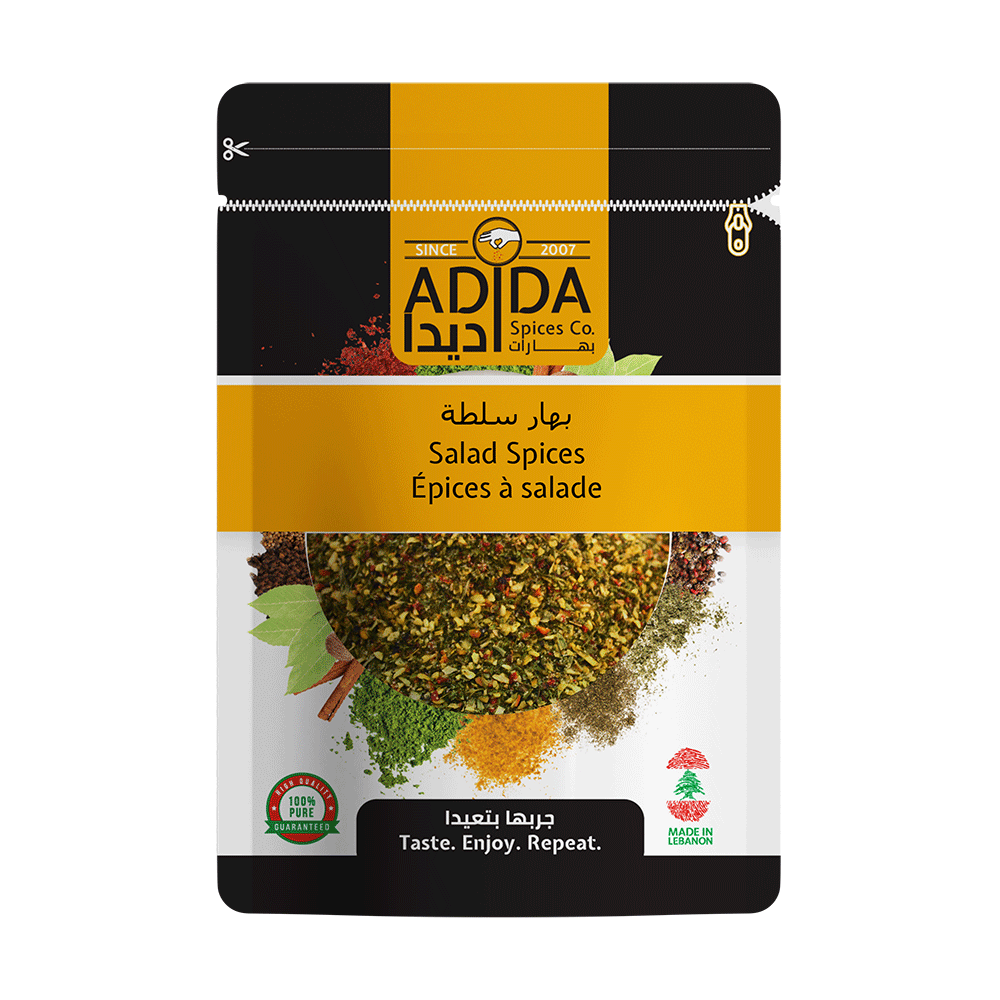 SINCE 2007
ADIDA
اديدا
Spices Co.
بهارات
بهار سلطة
Salad Spices
Épices à salade
HIGH QUALITY
100%
PURE
GUARANTEED
جربها بتعيدا
Taste. Enjoy. Repeat.
MADE IN
LEBANON